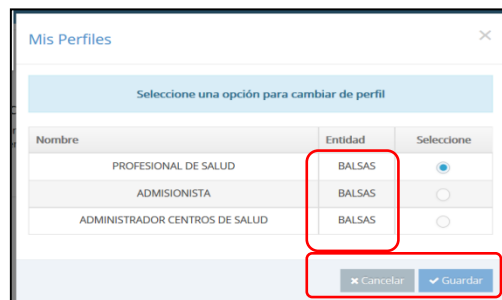 Mis Perfiles
Seleccione una opción para cambiar de perfil
Nombre Entidad Seleccione
PROFESIONAL DE SALUD BALSAS
ADMISIONISTA BALSAS
ADMINISTRADOR CENTROS DE SALUD BALSAS
Cancelar Guardar